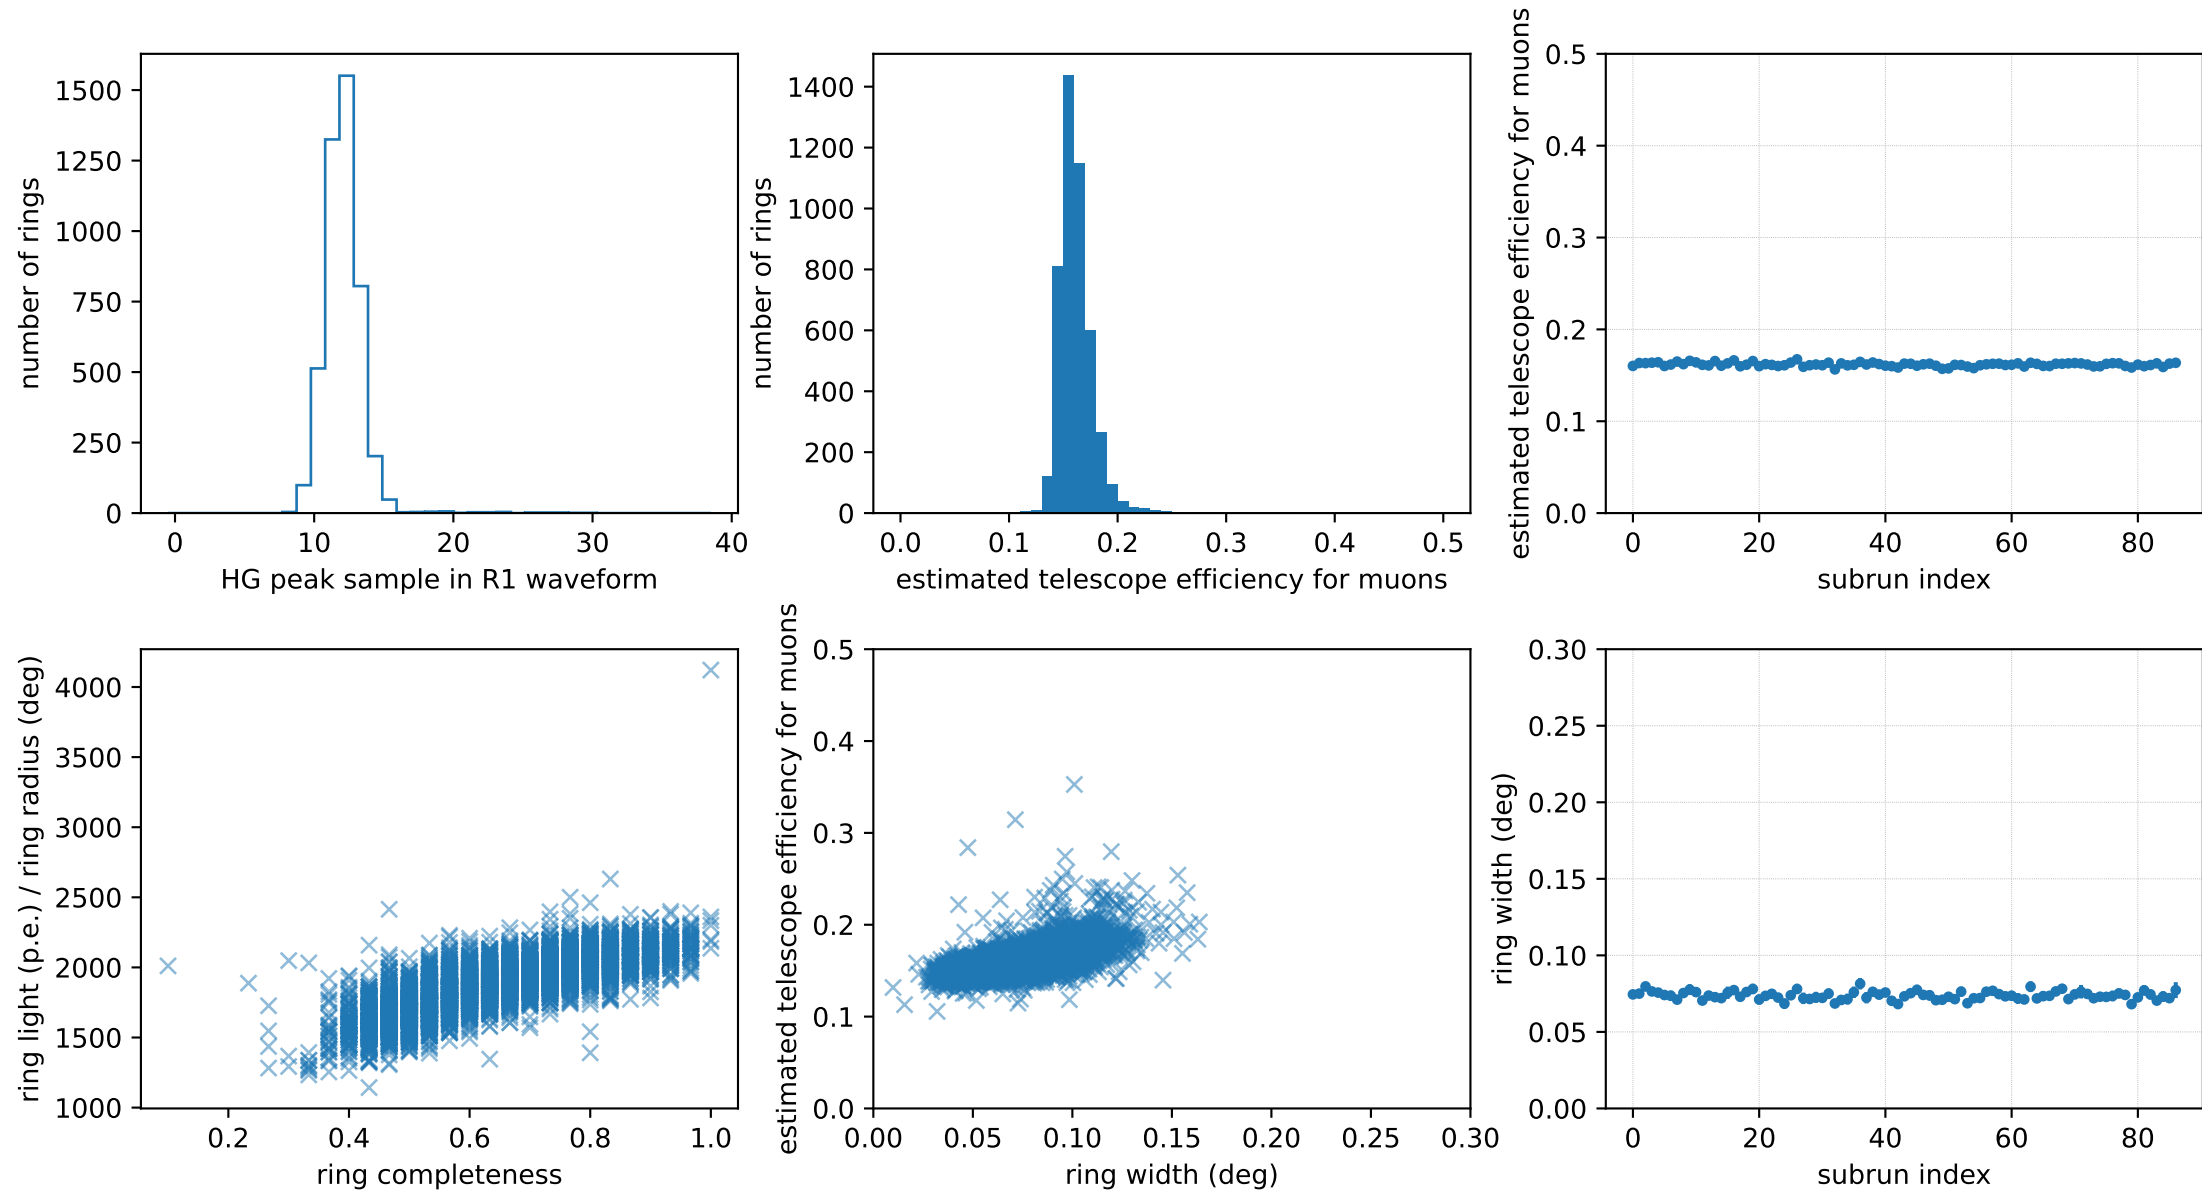 number of rings
1500
1250
1000
750
500
250
0
0 10 20 30 40
HG peak sample in R1 waveform
number of rings
1400
1200
1000
800
600
400
200
0
0.0 0.1 0.2 0.3 0.4 0.5
estimated telescope efficiency for muons
estimated telescope efficiency for muons
0.5
0.4
0.3
0.2
0.1
0.0
0 20 40 60 80
subrun index
ring light (p.e.) / ring radius (deg)
4000
3500
3000
2500
2000
1500
1000
0.2 0.4 0.6 0.8 1.0
ring completeness
estimated telescope efficiency for muons
0.5
0.4
0.3
0.2
0.1
0.0
0.00 0.05 0.10 0.15 0.20 0.25 0.30
ring width (deg)
ring width (deg)
0.30
0.25
0.20
0.15
0.10
0.05
0.00
0 20 40 60 80
subrun index